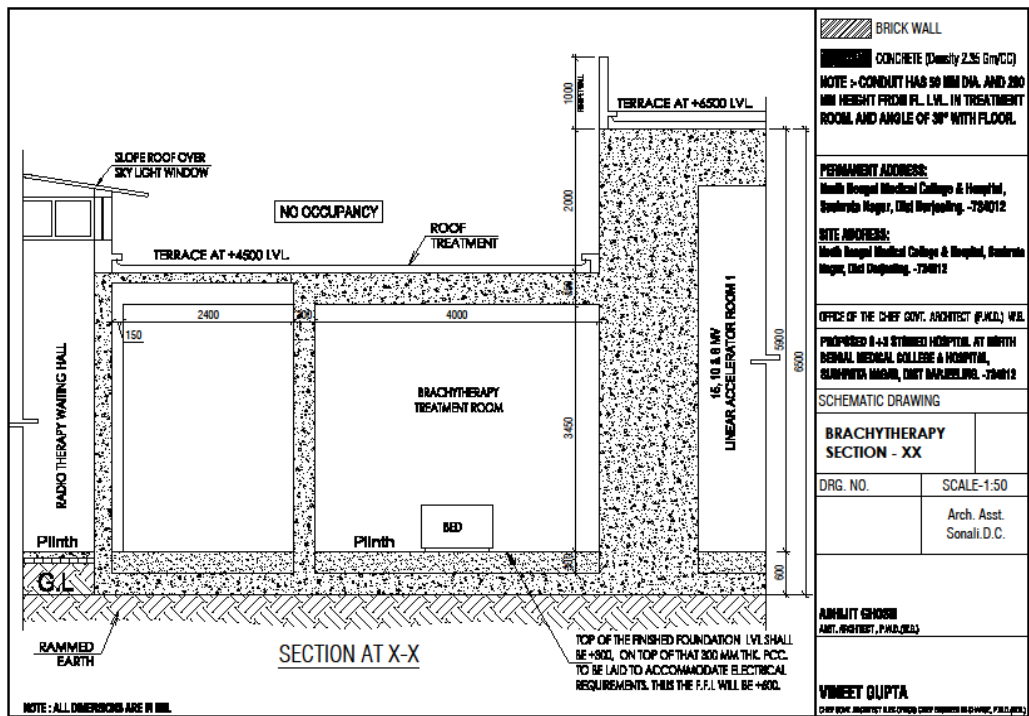 BRICK WALL
CONCRETE (Density 2.35 Gm/CC)
NOTE :- CONDUIT HAS 50 MM DIA. AND 200
MM HEIGHT FROM FL. LVL. IN TREATMENT
ROOM. AND ANGLE OF 30° WITH FLOOR.
PERMANENT ADDRESS:
North Bengal Medical College & Hospital,
Sushruta Nagar, Dist Darjeeling. -734012
SITE ADDRESS:
North Bengal Medical College & Hospital, Sushruta
Nagar, Dist Darjeeling. -734012
OFFICE OF THE CHIEF GOVT. ARCHITECT (P.W.D.) W.B.
PROPOSED HOSPITAL AT NORTH
BENGAL MEDICAL COLLEGE & HOSPITAL,
SUSHRUTA NAGAR, DIST DARJEELING. -734012
SCHEMATIC DRAWING
BRACHYTHERAPY
SECTION - XX
DRG. NO.
SCALE-1:50
Arch. Asst.
Sonali.D.C.
ABHIJIT GHOSH
ASST. ARCHITECT, P.W.D.(W.B.)
VINEET GUPTA
1000
TERRACE AT +6500 LVL.
SLOPE ROOF OVER
SKY LIGHT WINDOW
NO OCCUPANCY
2000
ROOF
TREATMENT
TERRACE AT +4500 LVL.
2400
4000
150
RADIO THERAPY WAITING HALL
BRACHYTHERAPY
TREATMENT ROOM
3450
15, 10 & 6 MV
LINEAR ACCELERATOR ROOM 1
5900
6500
BED
Plinth
Plinth
600
G.L
RAMMED
EARTH
SECTION AT X-X
TOP OF THE FINISHED FOUNDATION LVL SHALL
BE +300, ON TOP OF THAT 300 MM THK. PCC.
TO BE LAID TO ACCOMMODATE ELECTRICAL
REQUIREMENTS. THUS THE F.F.L WILL BE +600.
NOTE : ALL DIMENSIONS ARE IN MM.